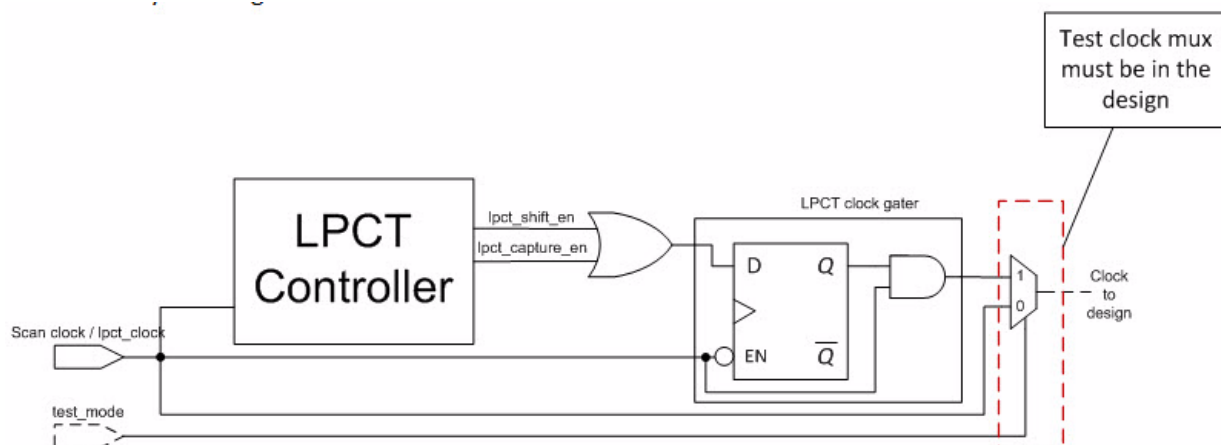 Test clock mux
must be in the
design
LPCT
Controller
lpct_shift_en
lpct_capture_en
LPCT clock gater
D
Q
EN
Q
1
0
Clock
to
design
Scan clock / lpct_clock
test_mode